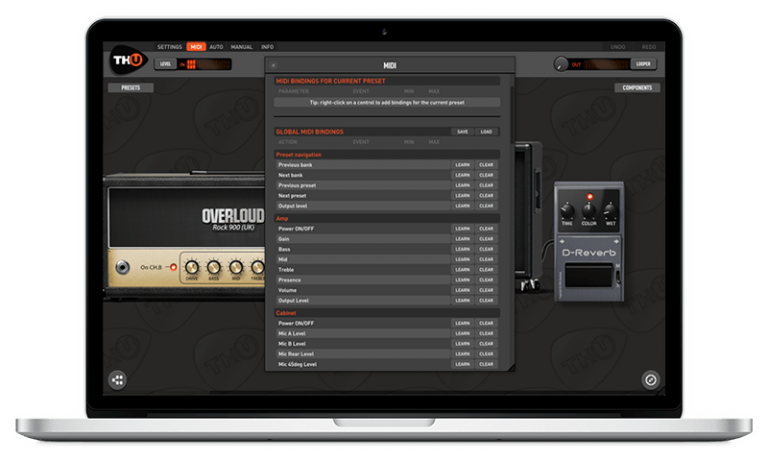 SETTINGS MIDI AUTO MANUAL INFO UNDO REDO
THU LEVEL IN OUT LOOPER
MIDI
PRESETS COMPONENTS
MIDI BINDINGS FOR CURRENT PRESET
PARAMETER EVENT MIN MAX
Tip: right-click on a control to add bindings for the current preset
GLOBAL MIDI BINDINGS SAVE LOAD
ACTION EVENT MIN MAX
Preset navigation
Previous bank LEARN CLEAR
Next bank LEARN CLEAR
Previous preset LEARN CLEAR
Next preset LEARN CLEAR
Output level LEARN CLEAR
Amp
Power ON/OFF LEARN CLEAR
Gain LEARN CLEAR
Bass LEARN CLEAR
Mid LEARN CLEAR
Treble LEARN CLEAR
Presence LEARN CLEAR
Volume LEARN CLEAR
Output Level LEARN CLEAR
Cabinet
Power ON/OFF LEARN CLEAR
Mic A Level LEARN CLEAR
Mic B Level LEARN CLEAR
Mic Rear Level LEARN CLEAR
Mic 45deg Level LEARN CLEAR
OVERLOUD
Rock 900 (UK)
On CH.B
DRIVE BASS MID
TIME COLOR WET
D-Reverb